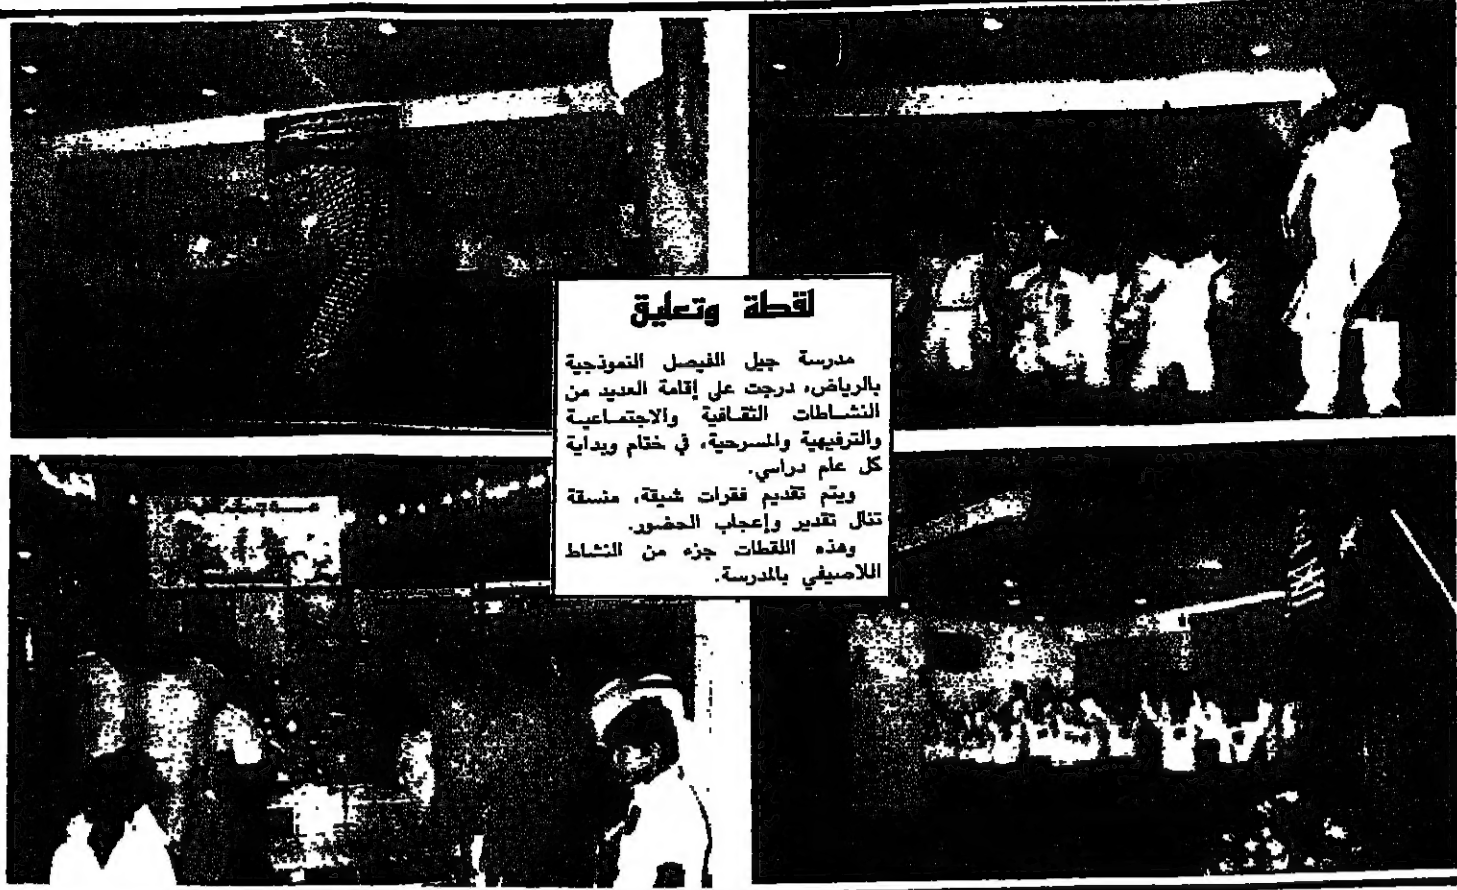 لقطة وتعليق
مدرسة جيل الفيصل النموذجية
بالرياض، درجت على إقامة العديد من
النشاطات الثقافية والاجتماعية
والترفيهية والمسرحية، في ختام وبداية
كل عام دراسي.
ويتم تقديم فقرات شيقة، منسقة
تنال تقدير وإعجاب الحضور.
وهذه اللقطات جزء من النشاط
اللاصيفي بالمدرسة.